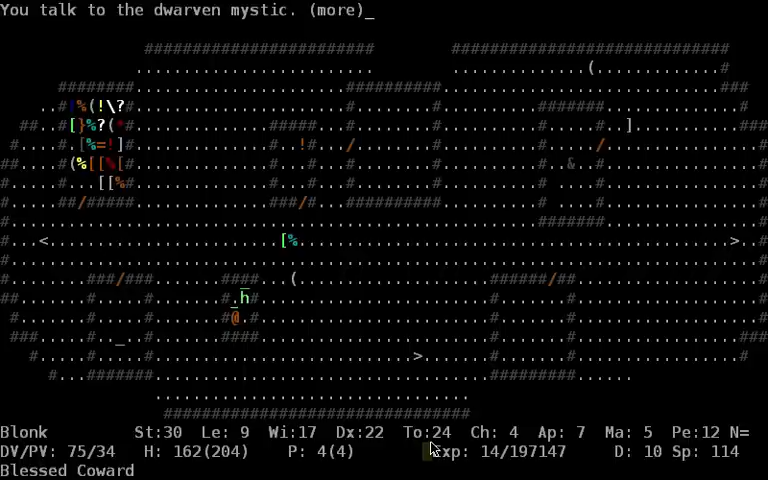 You talk to the dwarven mystic. (more)_
Blonk St:30 Le: 9 Wi:17 Dx:22 To:24 Ch: 4 Ap: 7 Ma: 5 Pe:12 N=
DV/PV: 75/34 H: 162(204) P: 4(4) Exp: 14/197147 D: 10 Sp: 114
Blessed Coward